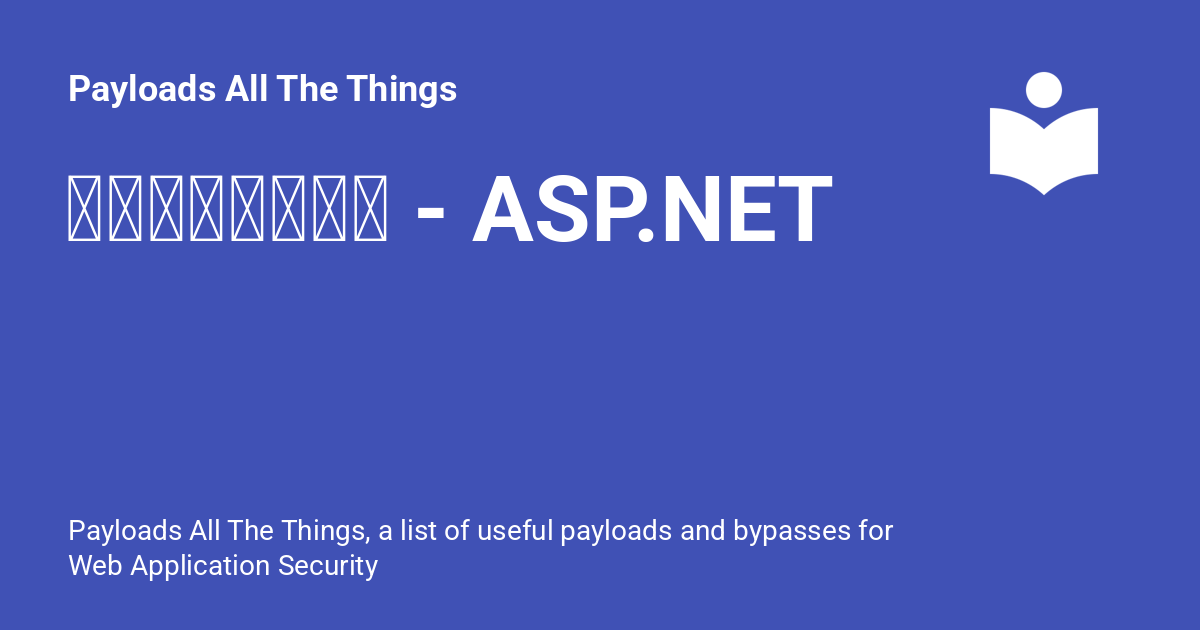 Payloads All The Things
- ASP.NET
Payloads All The Things, a list of useful payloads and bypasses for
Web Application Security